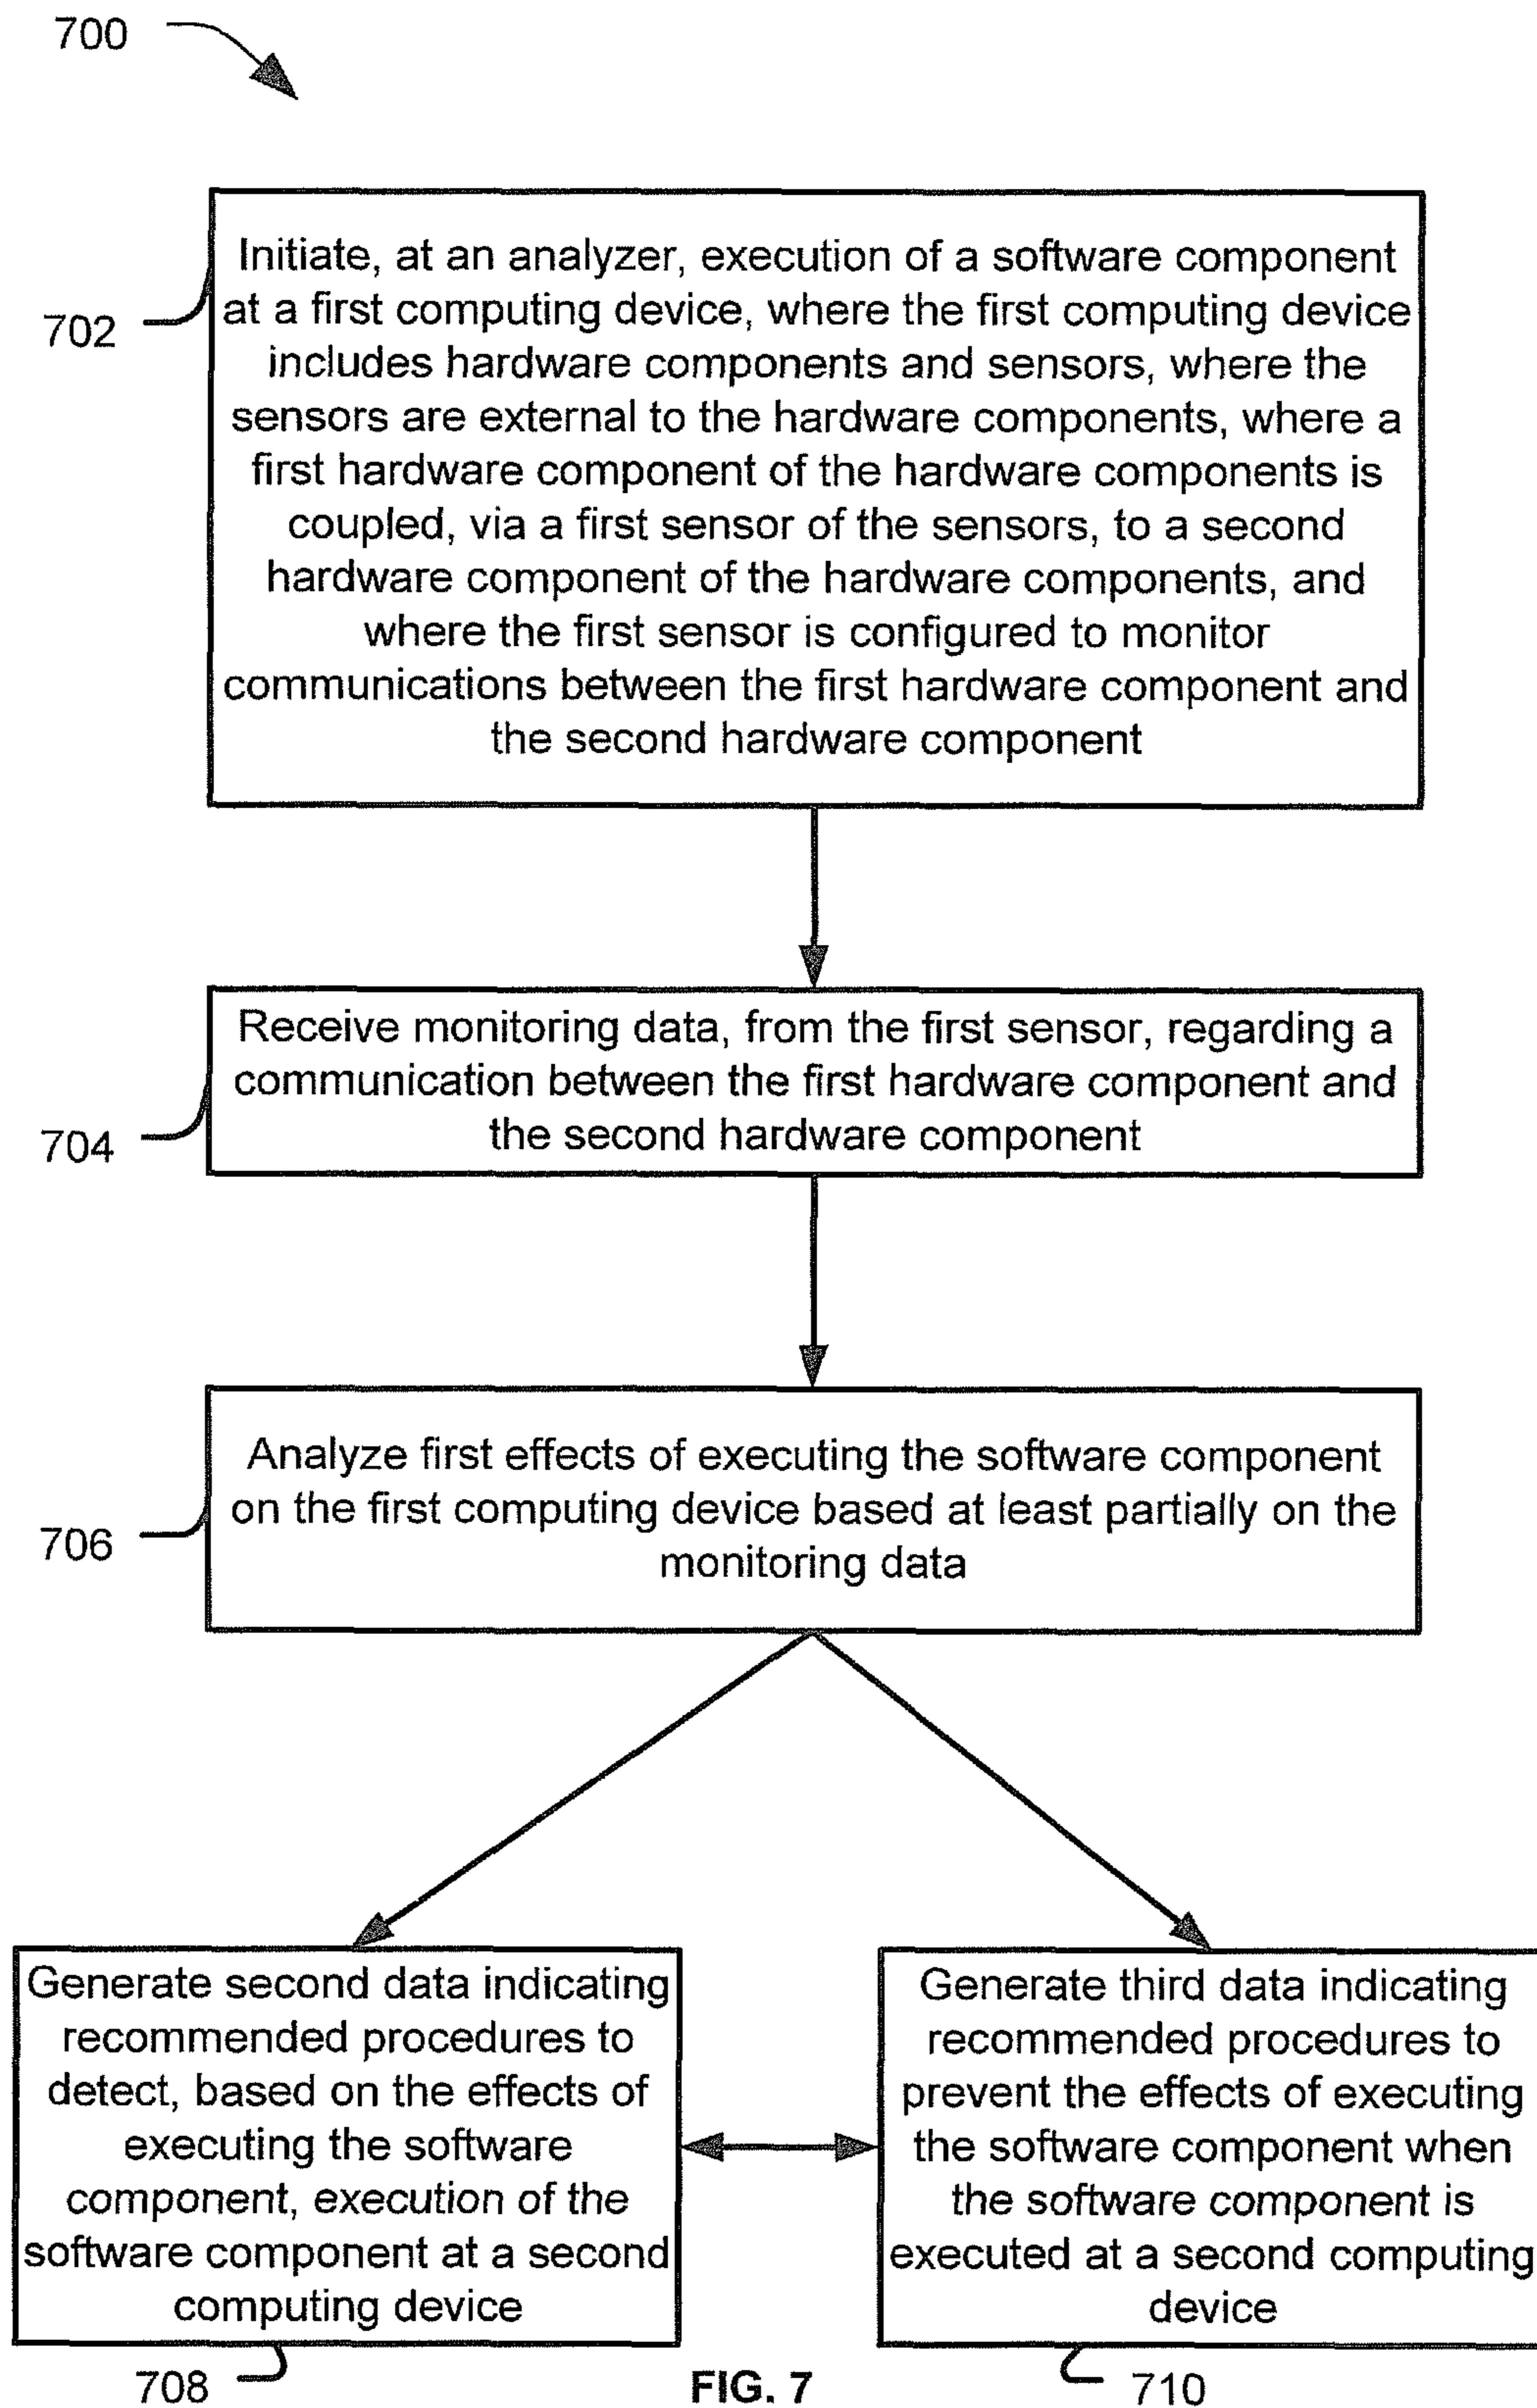 700
702
Initiate, at an analyzer, execution of a software component
at a first computing device, where the first computing device
includes hardware components and sensors, where the
sensors are external to the hardware components, where a
first hardware component of the hardware components is
coupled, via a first sensor of the sensors, to a second
hardware component of the hardware components, and
where the first sensor is configured to monitor
communications between the first hardware component and
the second hardware component
704
Receive monitoring data, from the first sensor, regarding a
communication between the first hardware component and
the second hardware component
706
Analyze first effects of executing the software component
on the first computing device based at least partially on the
monitoring data
Generate second data indicating
recommended procedures to
detect, based on the effects of
executing the software
component, execution of the
software component at a second
computing device
708
Generate third data indicating
recommended procedures to
prevent the effects of executing
the software component when
the software component is
executed at a second computing
device
710
FIG. 7